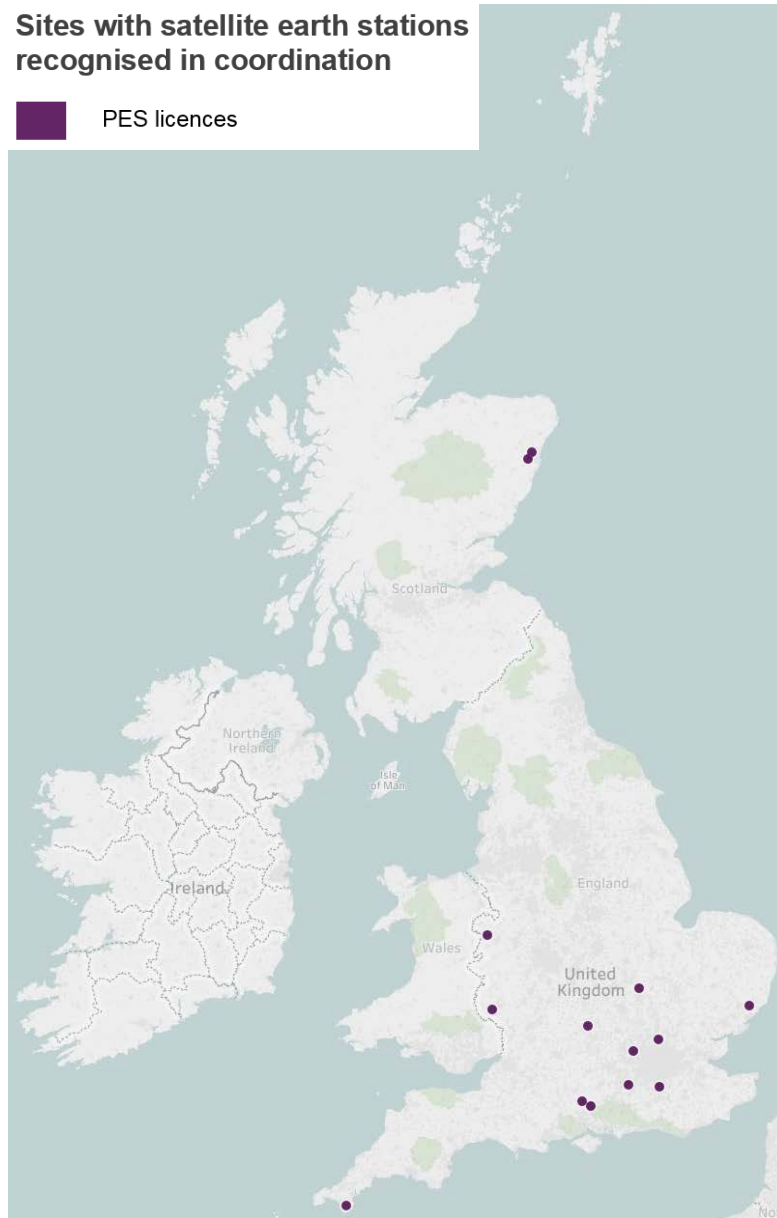 Sites with satellite earth stations
recognised in coordination
PES licences
Scotland
Northern
Ireland
Isle
of Man
Ireland
England
Wales
United
Kingdom
No